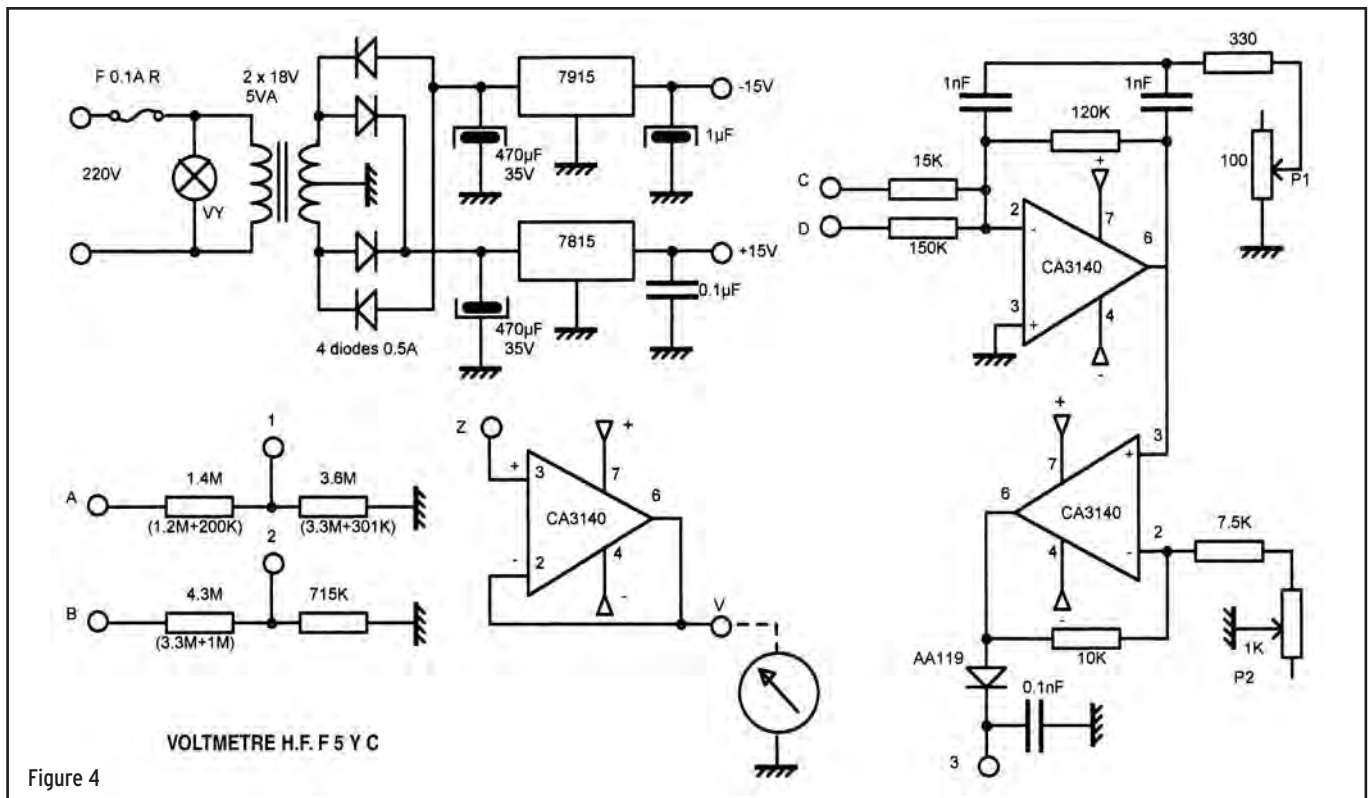 F 0.1A R
2 x 18V
5VA
220V
VY
4 diodes 0.5A
7915
-15V
470µF
35V
1µF
7815
+15V
470µF
35V
0.1µF
330
1nF
1nF
120K
100
P1
C
15K
D
150K
2
-
+
7
CA3140
6
3
+
4
-
+
7
3
+
6
CA3140
2
-
4
-
7.5K
10K
1K
P2
AA119
0.1nF
3
1
A
1.4M
3.6M
(1.2M+200K)
(3.3M+301K)
2
B
4.3M
715K
(3.3M+1M)
Z
+
+
3
7
6
CA3140
-
2
4
-
V
VOLTMETRE H.F. F 5 Y C
Figure 4